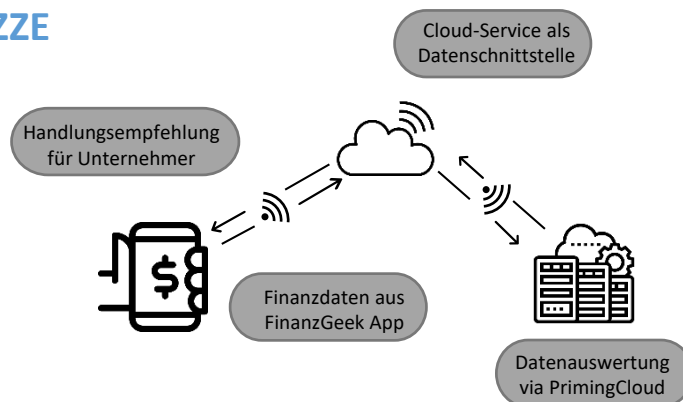 ZZE
Cloud-Service als
Datenschnittstelle
Handlungsempfehlung
für Unternehmer
$
Finanzdaten aus
FinanzGeek App
Datenauswertung
via PrimingCloud